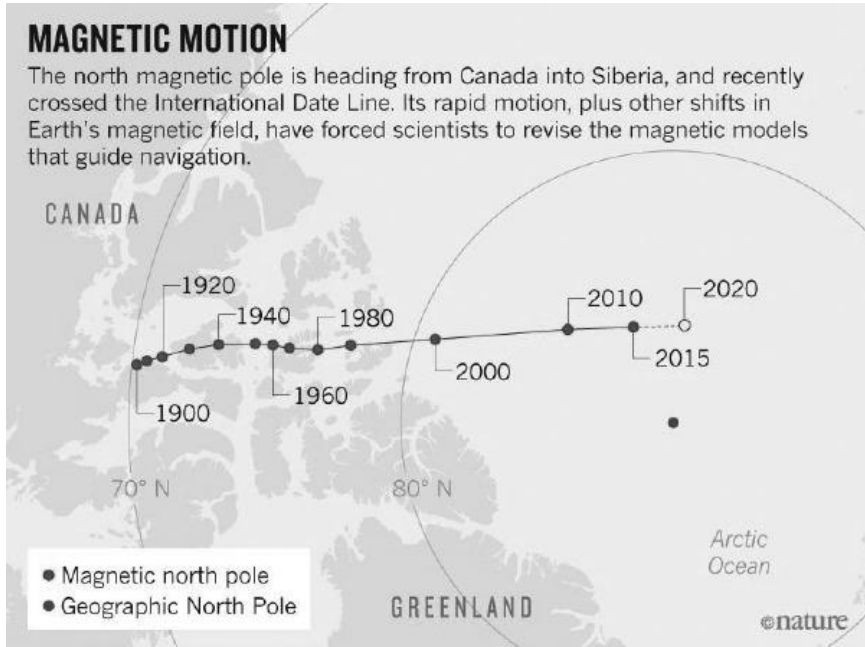 MAGNETIC MOTION
The north magnetic pole is heading from Canada into Siberia, and recently
crossed the International Date Line. Its rapid motion, plus other shifts in
Earth's magnetic field, have forced scientists to revise the magnetic models
that guide navigation.
CANADA
1920
1940
1980
2010
2020
1900
1960
2000
2015
70° N
80° N
Arctic
Ocean
Magnetic north pole
Geographic North Pole
GREENLAND
©nature